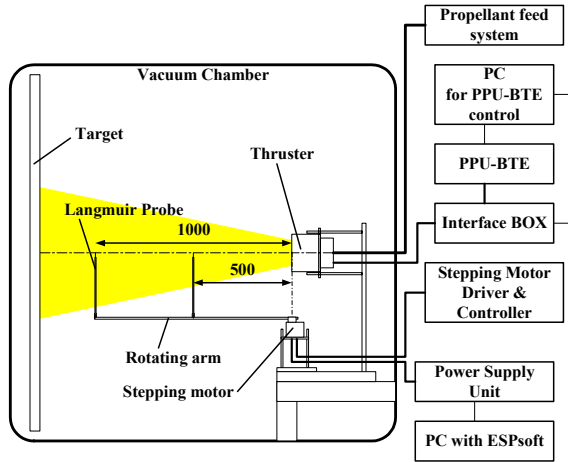 Propellant feed
system
Vacuum Chamber
PC
for PPU-BTE
control
Target
Thruster
PPU-BTE
Langmuir Probe
1000
Interface BOX
500
Stepping Motor
Driver &
Controller
Rotating arm
Stepping motor
Power Supply
Unit
PC with ESPsoft